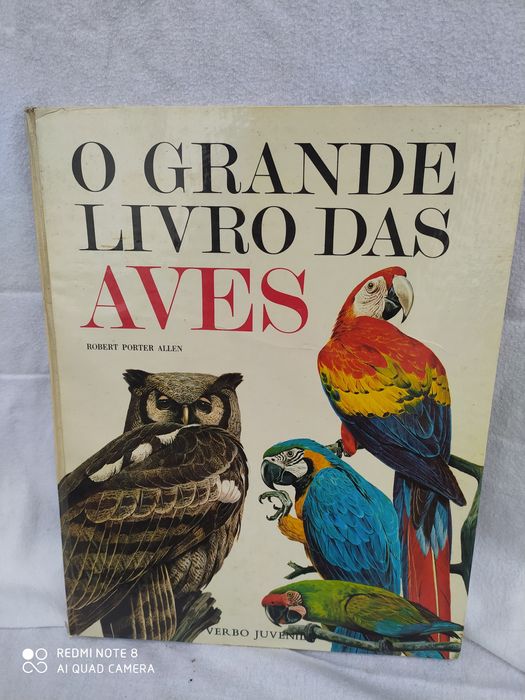 O GRANDE
LIVRO DAS
AVES
ROBERT PORTER ALLEN
VERBO JUVENIL
REDMI NOTE 8
AI QUAD CAMERA